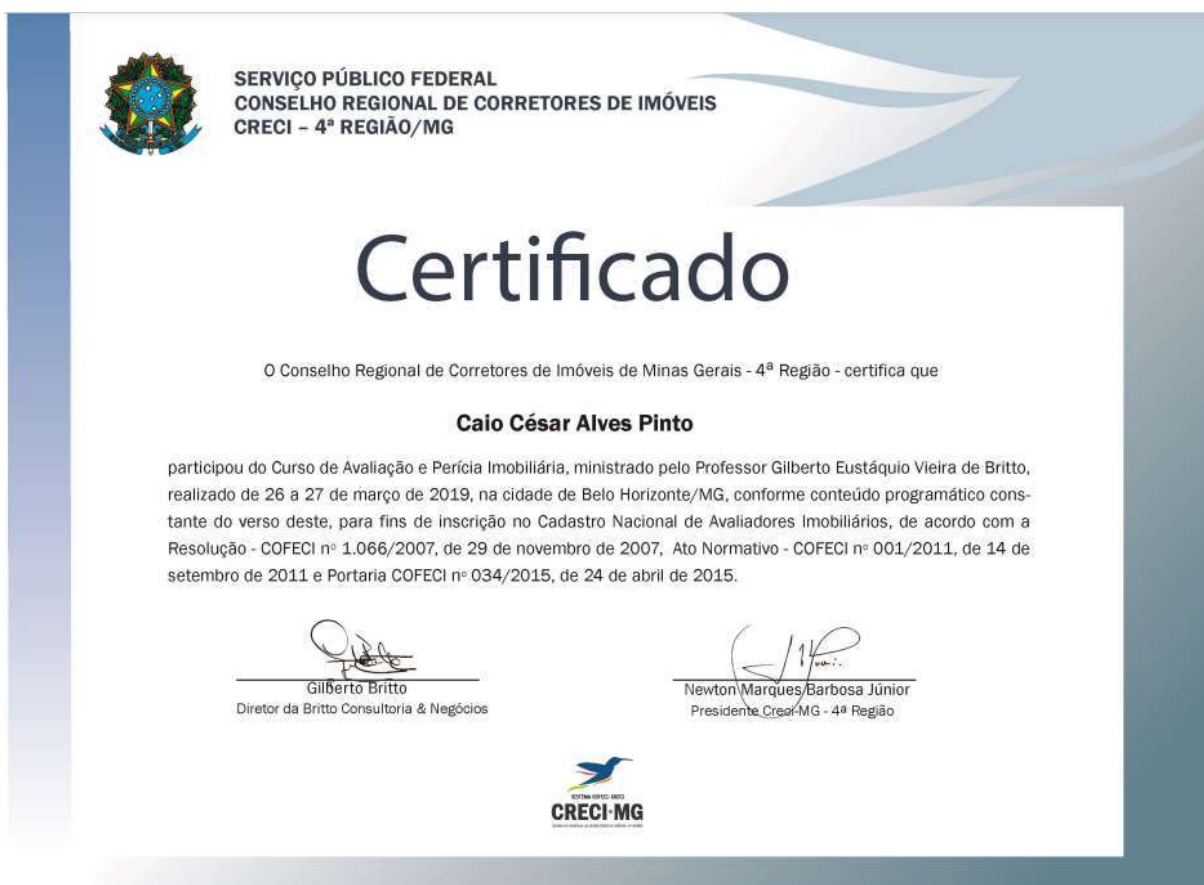 SERVIÇO PÚBLICO FEDERAL
CONSELHO REGIONAL DE CORRETORES DE IMÓVEIS
CRECI – 4ª REGIÃO/MG
Certificado
O Conselho Regional de Corretores de Imóveis de Minas Gerais - 4ª Região - certifica que
Caio César Alves Pinto
participou do Curso de Avaliação e Perícia Imobiliária, ministrado pelo Professor Gilberto Eustáquio Vieira de Britto,
realizado de 26 a 27 de março de 2019, na cidade de Belo Horizonte/MG, conforme conteúdo programático cons-
tante do verso deste, para fins de inscrição no Cadastro Nacional de Avaliadores Imobiliários, de acordo com a
Resolução - COFECI nº 1.066/2007, de 29 de novembro de 2007, Ato Normativo - COFECI nº 001/2011, de 14 de
setembro de 2011 e Portaria COFECI nº 034/2015, de 24 de abril de 2015.
Gilberto Britto
Diretor da Britto Consultoria & Negócios
Newton Marques Barbosa Júnior
Presidente Creci-MG - 4ª Região
SISTEMA COFECI-CRECI
CRECI-MG